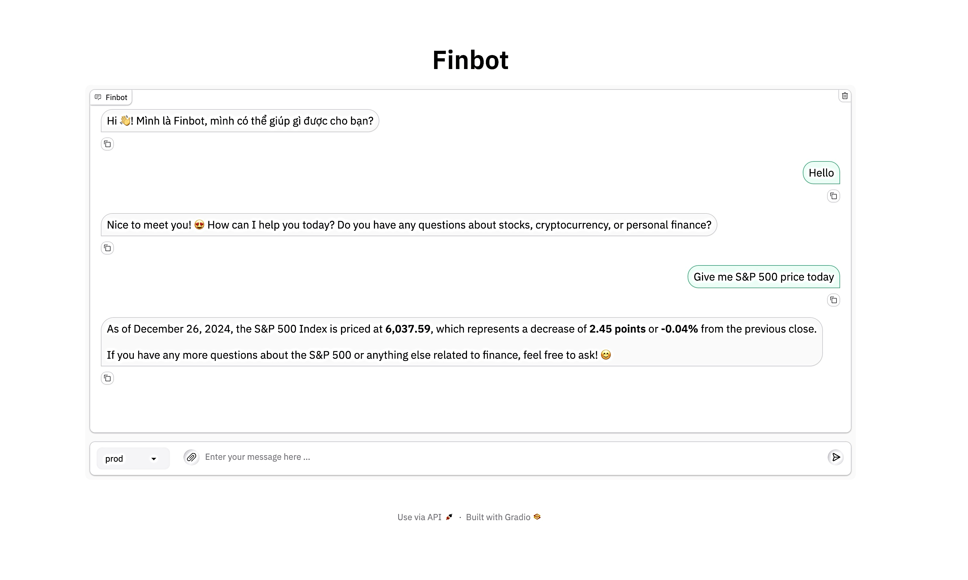 Finbot
Finbot
Hi 👋! Mình là Finbot, mình có thể giúp gì được cho bạn?
Hello
Nice to meet you! 😍 How can I help you today? Do you have any questions about stocks, cryptocurrency, or personal finance?
Give me S&P 500 price today
As of December 26, 2024, the S&P 500 Index is priced at 6,037.59, which represents a decrease of 2.45 points or -0.04% from the previous close.
If you have any more questions about the S&P 500 or anything else related to finance, feel free to ask! 😊
prod
Enter your message here ...
Use via API 🚀 · Built with Gradio